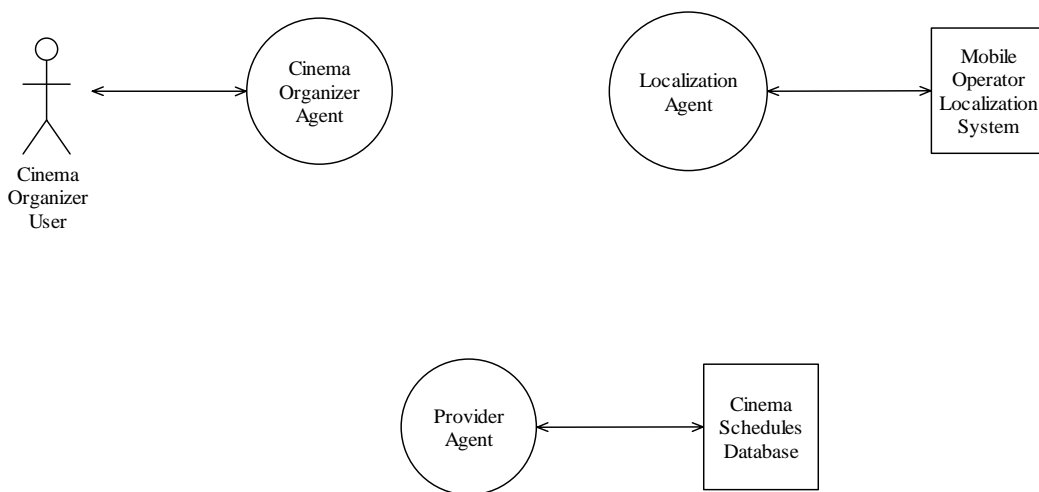 Cinema
Organizer
User
Cinema
Organizer
Agent
Localization
Agent
Mobile
Operator
Localization
System
Provider
Agent
Cinema
Schedules
Database